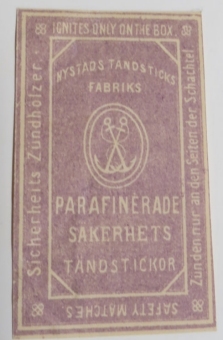 IGNITES ONLY ON THE BOX.
NYSTADS TÄNDSTICKS
FABRIKS
PARAFINERADE
SÄKERHETS
TÄNDSTICKOR
Sicherheits Zündhölzer.
Zünden nur an den Seiten der Schachtel.
SAFETY MATCHES